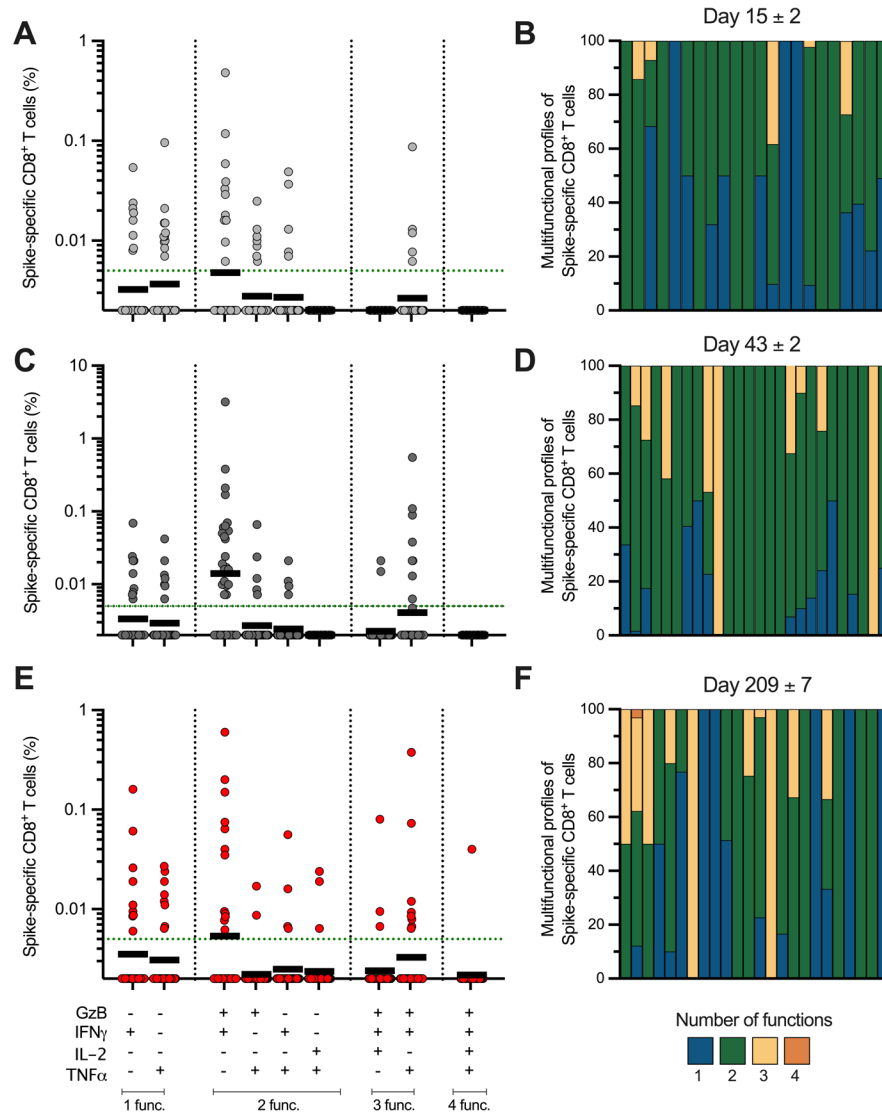 A
Spike-specific CD8⁺ T cells (%)
1
0.1
0.01
B
Day 15 ± 2
Multifunctional profiles of
Spike-specific CD8⁺ T cells
100
80
60
40
20
0
C
Spike-specific CD8⁺ T cells (%)
10
1
0.1
0.01
D
Day 43 ± 2
Multifunctional profiles of
Spike-specific CD8⁺ T cells
100
80
60
40
20
0
E
Spike-specific CD8⁺ T cells (%)
1
0.1
0.01
F
Day 209 ± 7
Multifunctional profiles of
Spike-specific CD8⁺ T cells
100
80
60
40
20
0
GzB - - + + - - + + +
IFNγ + - + - + - + + +
IL-2 - - - - - + + - +
TNFα - + - + + + - + +
1 func. 2 func. 3 func. 4 func.
Number of functions
1 2 3 4